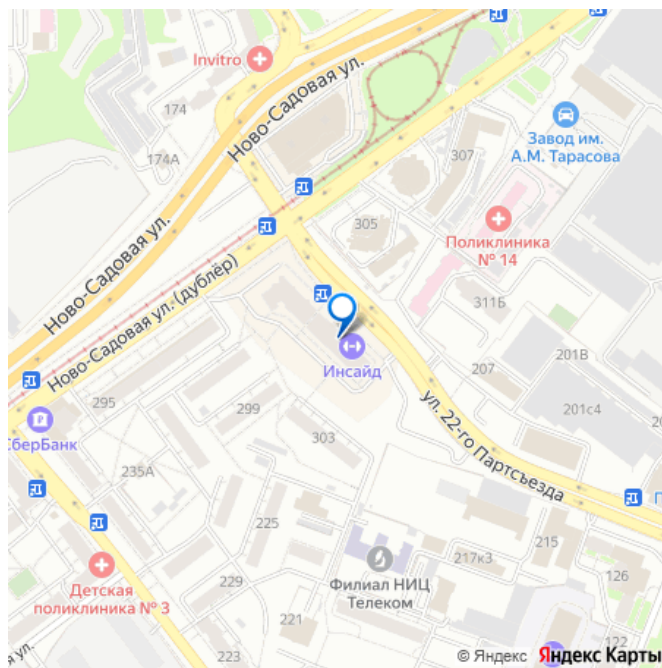 Invitro
174
Ново-Садовая ул.
174А
307
Завод им.
А.М. Тарасова
305
Поликлиника
№ 14
Ново-Садовая ул.
311Б
Ново-Садовая ул. (дублёр)
Инсайд
207
201В
295
299
201с4
СберБанк
303
ул. 22-го Партсъезда
235А
225
215
217к3
Детская
поликлиника № 3
229
Филиал НИЦ
Телеком
126
221
122
223
ул.
© Яндекс Яндекс Карты